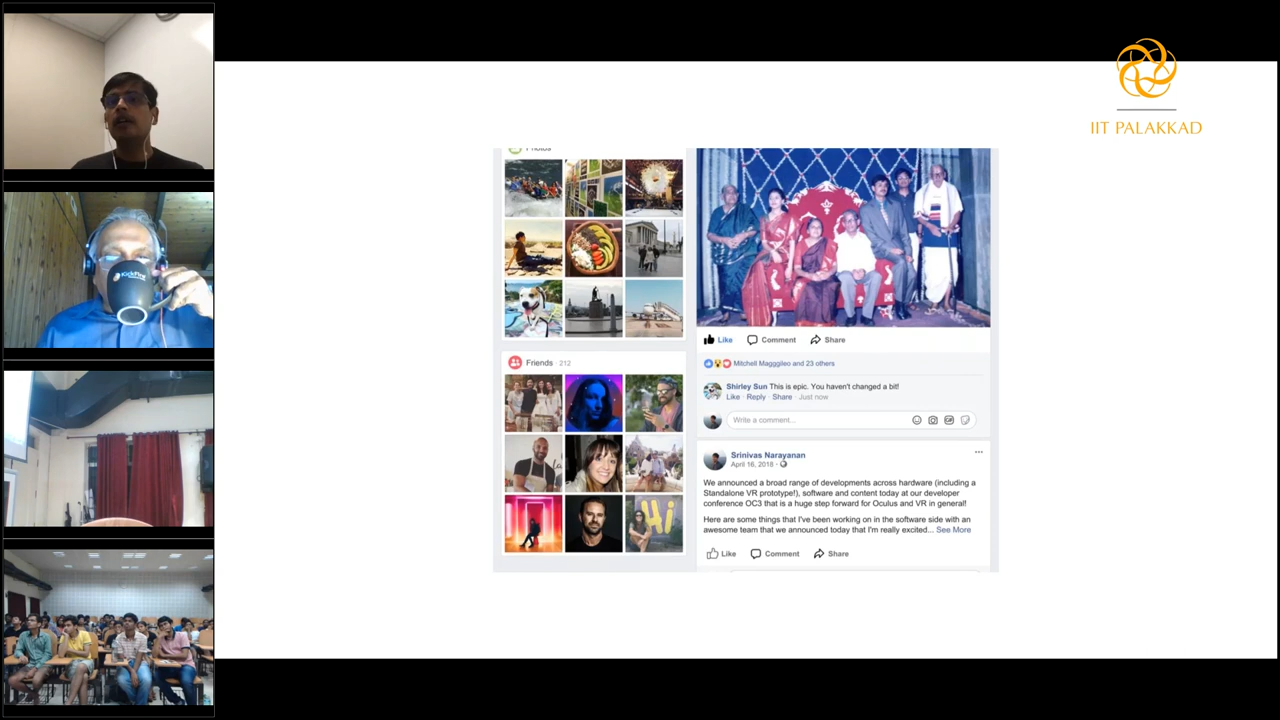 IIT PALAKKAD
KickFire
Photos
Friends · 212
Like Comment Share
Mitchell Magggileo and 23 others
Shirley Sun This is epic. You haven't changed a bit!
Like · Reply · Share · Just now
Write a comment...
GIF
Srinivas Narayanan
April 16, 2018 ·
We announced a broad range of developments across hardware (including a
Standalone VR prototype!), software and content today at our developer
conference OC3 that is a huge step forward for Oculus and VR in general!
Here are some things that I've been working on in the software side with an
awesome team that we announced today that I'm really excited... See More
Like Comment Share
Hi